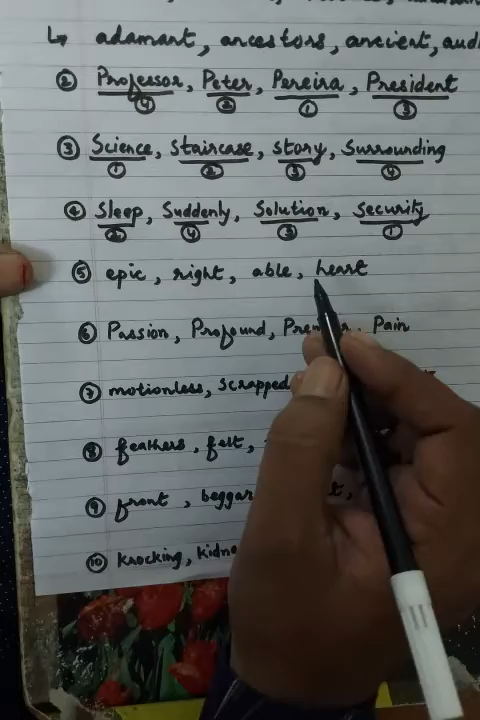 ↳ adamant, ancestors, ancient,
② Professor, Peter, Pereira, President
④ ② ① ③
③ Science, Staircase, story, Surrounding
① ② ③ ④
④ Sleep, Suddenly, Solution, security
② ④ ③ ①
⑤ epic, right, able, heart
⑥ Passion, Profound, Pain
⑦ motionless, scrapped
⑧ feathers, felt,
⑨ front, beggar
⑩ knocking,